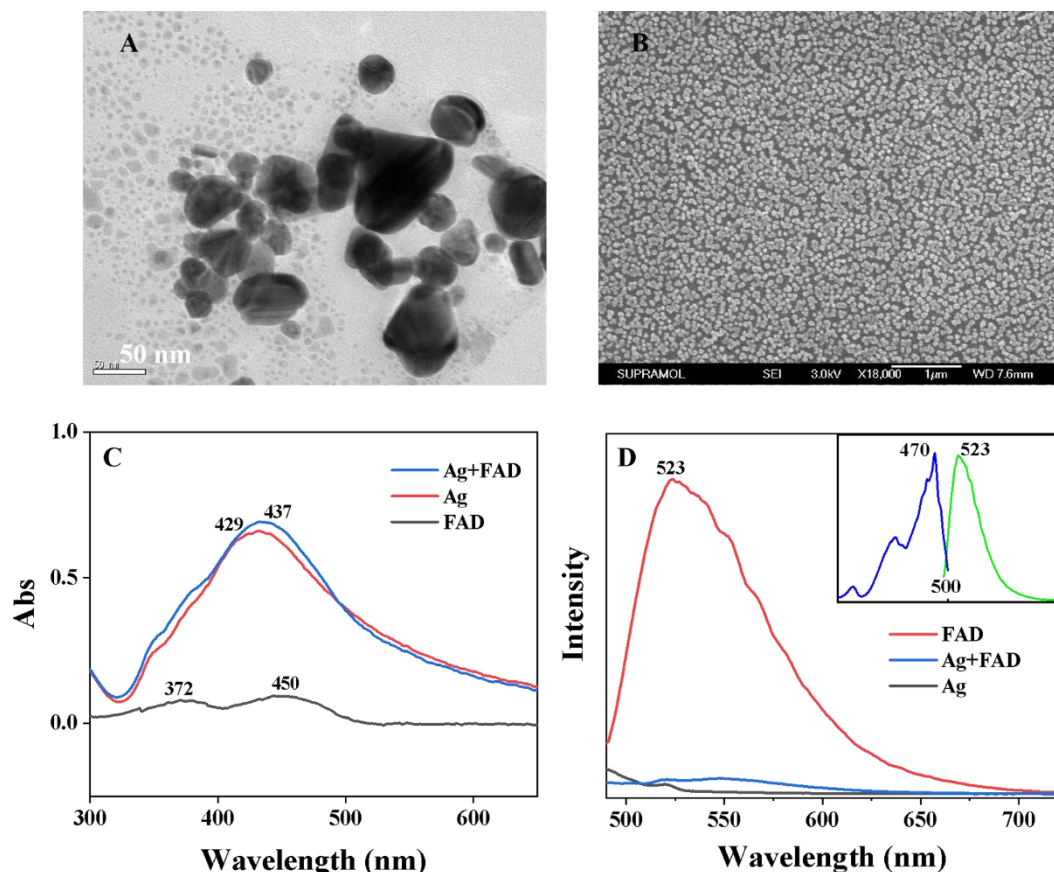 A
50 nm
50 nm
B
SUPRAMOL SEI 3.0kV X18,000 1µm WD 7.6mm
C
Ag+FAD
Ag
FAD
429 437
372 450
1.0
0.5
0.0
Abs
300 400 500 600
Wavelength (nm)
D
523
470 523
500
FAD
Ag+FAD
Ag
Intensity
500 550 600 650 700
Wavelength (nm)